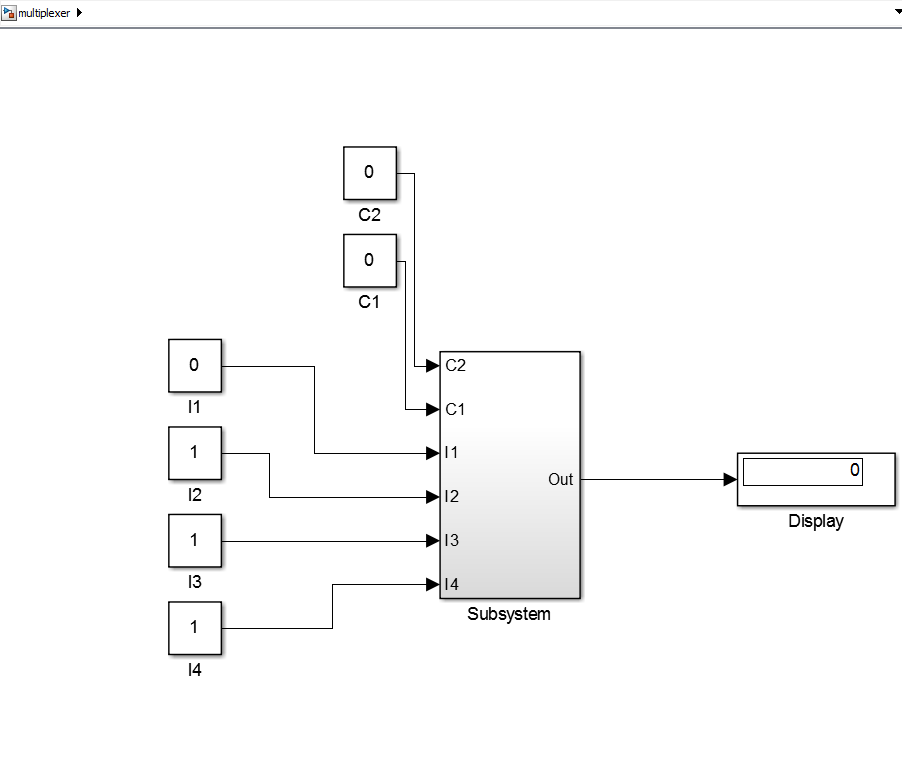 multiplexer
0
C2
0
C1
0
I1
1
I2
1
I3
1
I4
C2
C1
I1
I2
I3
I4
Out
Subsystem
0
Display